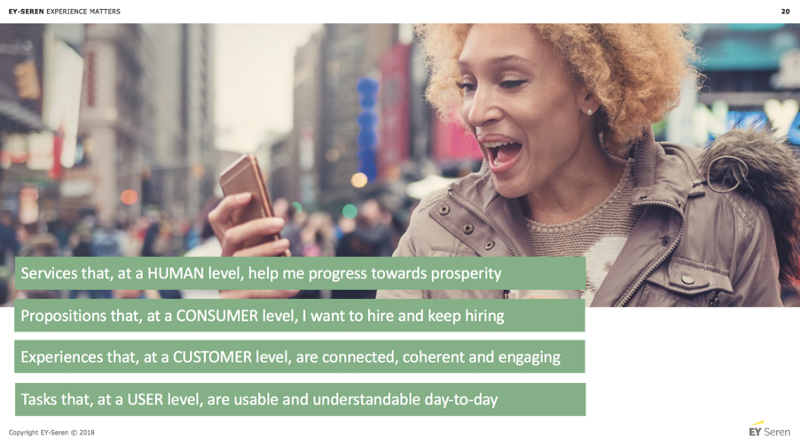 EY-SEREN EXPERIENCE MATTERS
20
Services that, at a HUMAN level, help me progress towards prosperity
Propositions that, at a CONSUMER level, I want to hire and keep hiring
Experiences that, at a CUSTOMER level, are connected, coherent and engaging
Tasks that, at a USER level, are usable and understandable day-to-day
Copyright EY-Seren © 2018
EY Seren